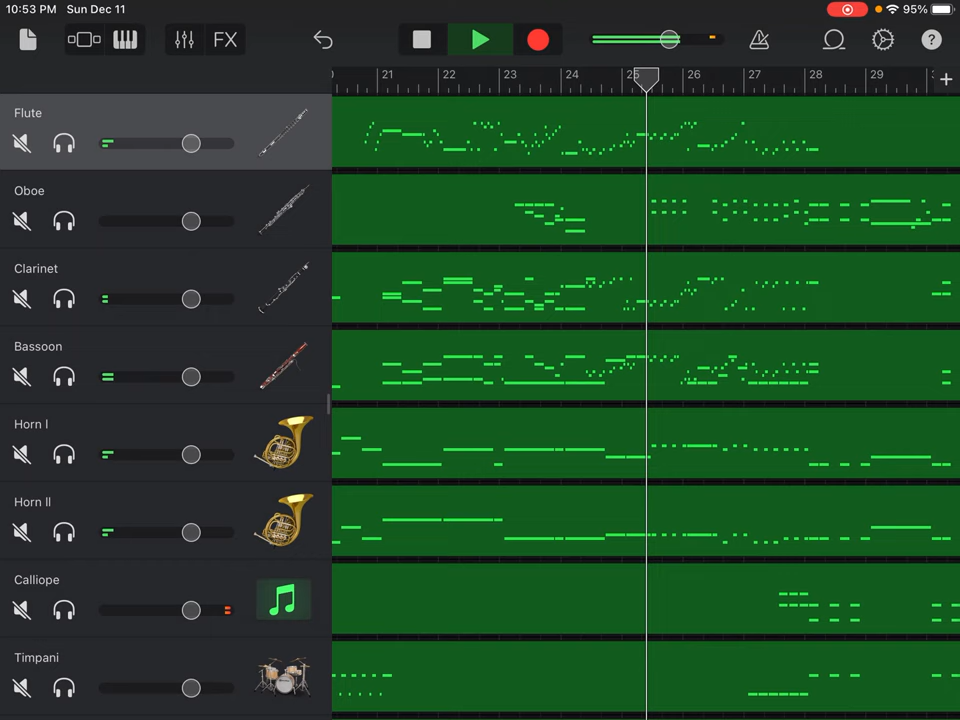 10:53 PM Sun Dec 11 95%
FX ?
21 22 23 24 25 26 27 28 29 +
Flute
Oboe
Clarinet
Bassoon
Horn I
Horn II
Calliope
Timpani